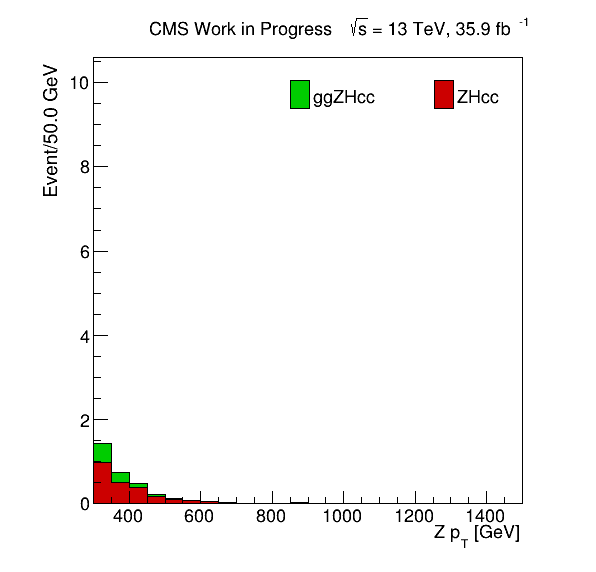 CMS Work in Progress √s = 13 TeV, 35.9 fb -1
Event/50.0 GeV
10
8
6
4
2
0
ggZHcc ZHcc
400 600 800 1000 1200 1400
Z pT [GeV]